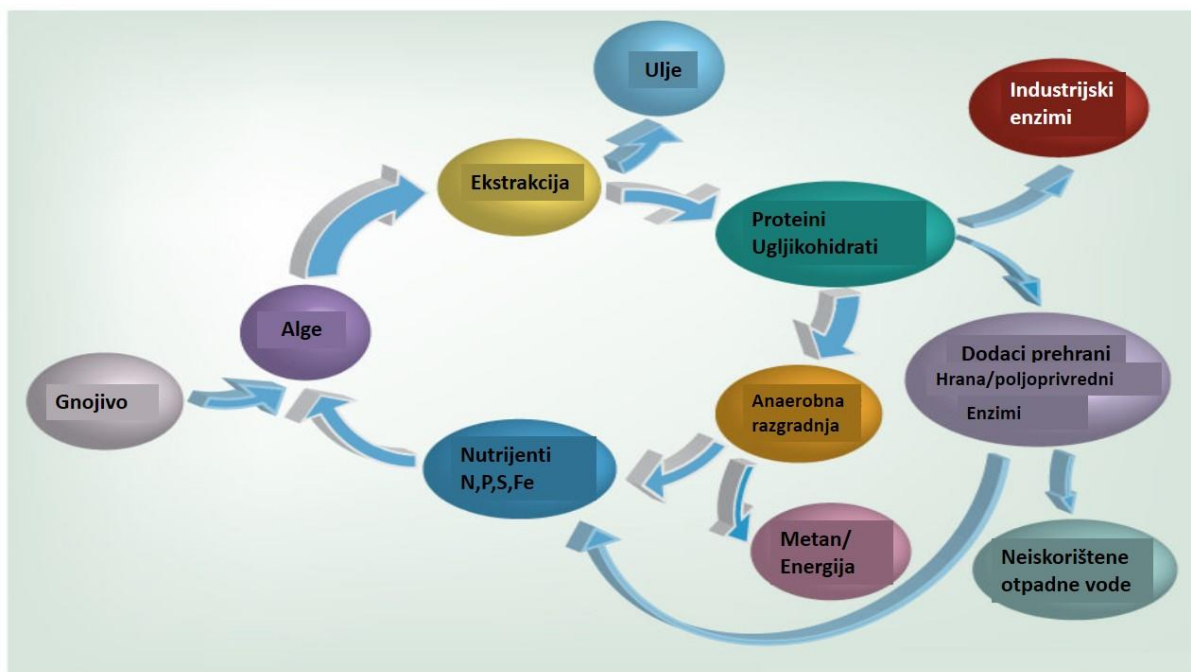 Ulje
Industrijski
enzimi
Ekstrakcija
Proteini
Ugljikohidrati
Alge
Dodaci prehrani
Hrana/poljoprivredni
Enzimi
Gnojivo
Anaerobna
razgradnja
Nutrijenti
N,P,S,Fe
Metan/
Energija
Neiskorištene
otpadne vode